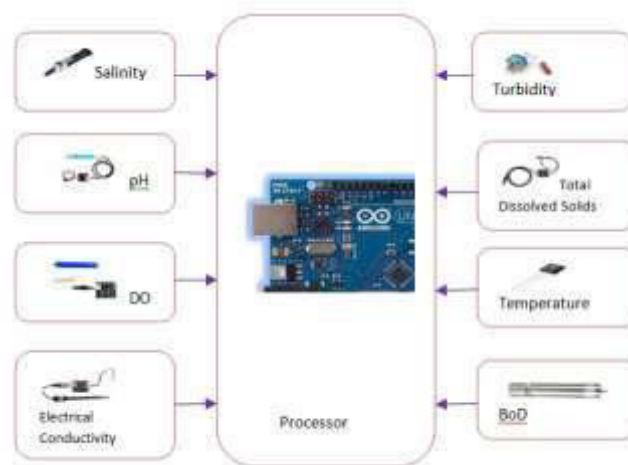 Salinity
pH
DO
Electrical
Conductivity
Processor
Turbidity
Total
Dissolved Solids
Temperature
BoD